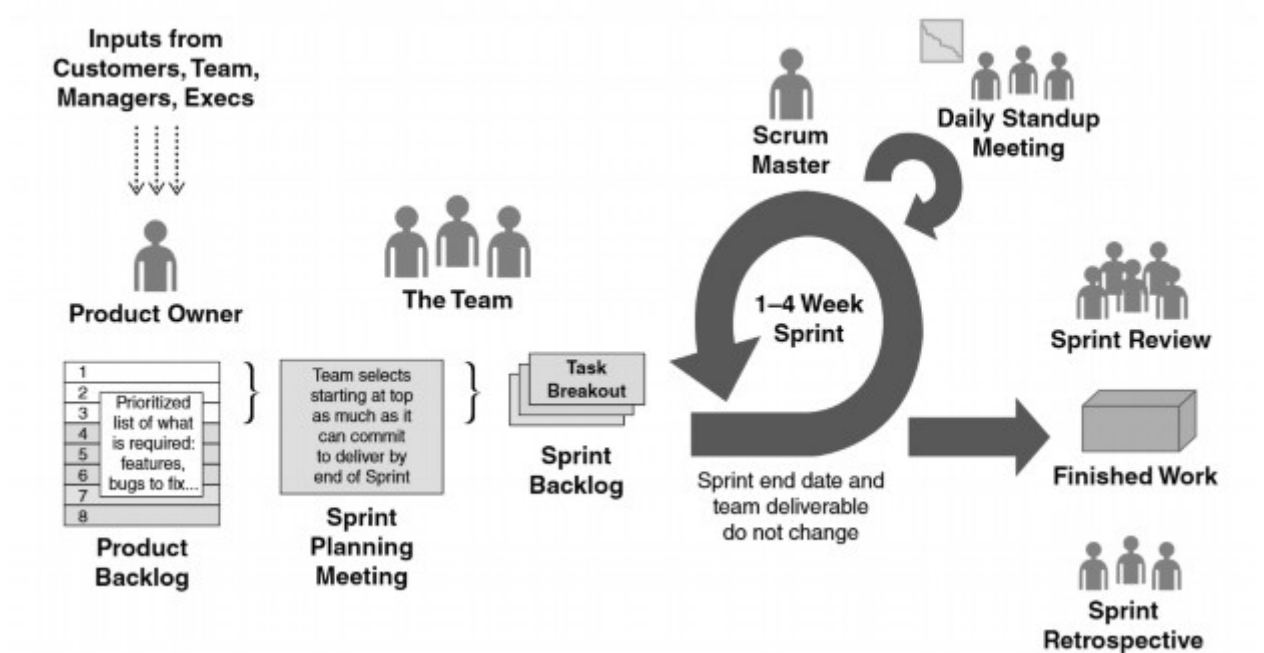 Inputs from
Customers, Team,
Managers, Execs
Product Owner
The Team
Scrum
Master
Daily Standup
Meeting
1–4 Week
Sprint
Sprint Review
1
2
3
4
5
6
7
8
Prioritized
list of what
is required:
features,
bugs to fix...
Product
Backlog
Team selects
starting at top
as much as it
can commit
to deliver by
end of Sprint
Sprint
Planning
Meeting
Task
Breakout
Sprint
Backlog
Sprint end date and
team deliverable
do not change
Finished Work
Sprint
Retrospective